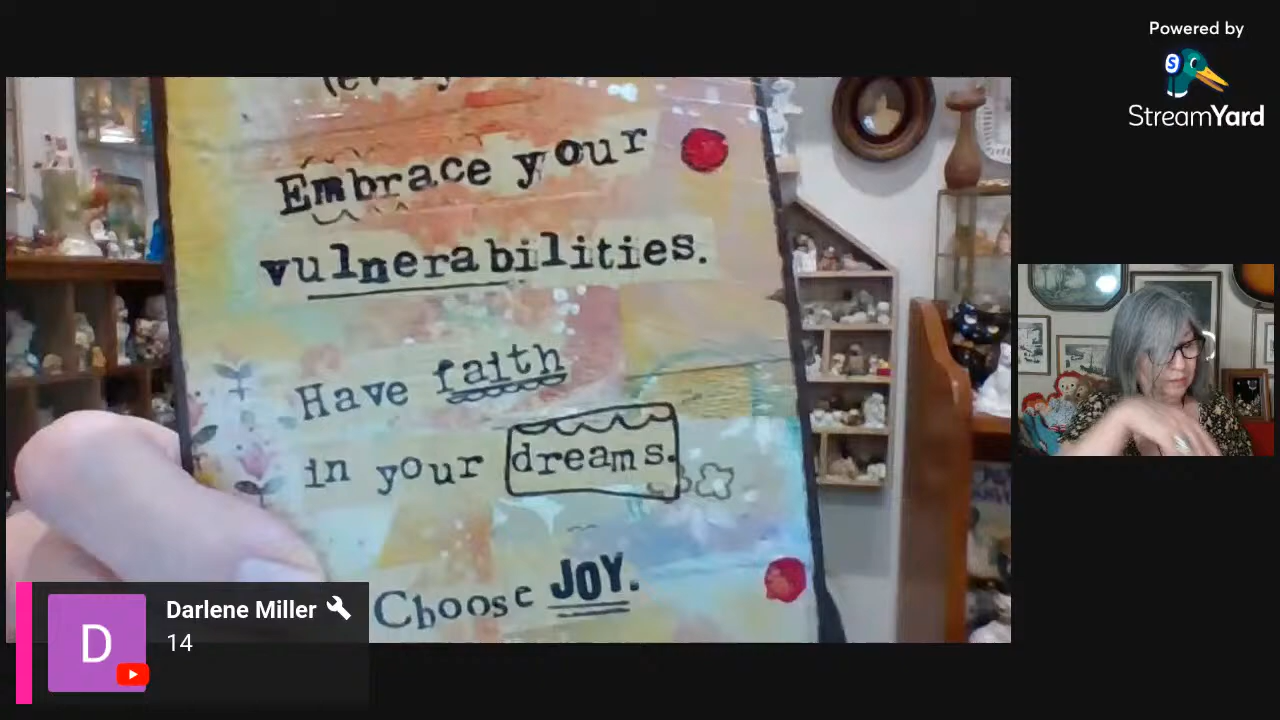 Powered by
StreamYard
Embrace your
vulnerabilities.
Have faith
in your dreams.
Choose JOY.
D
Darlene Miller
14